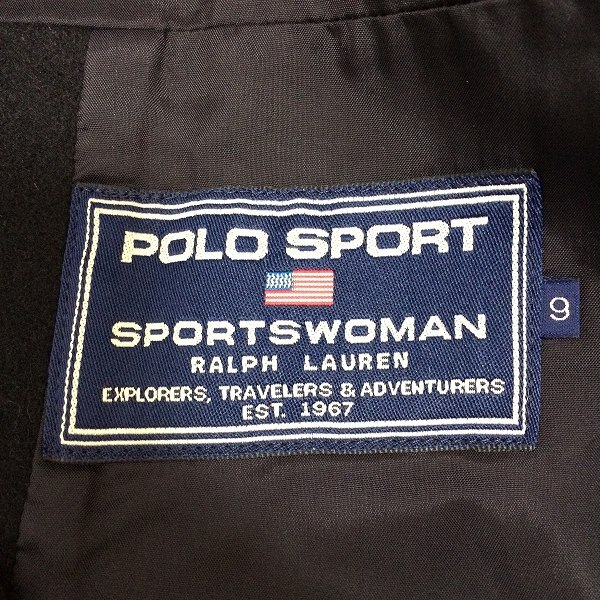 POLO SPORT
SPORTSWOMAN
RALPH LAUREN
EXPLORERS, TRAVELERS & ADVENTURERS
EST. 1967
9